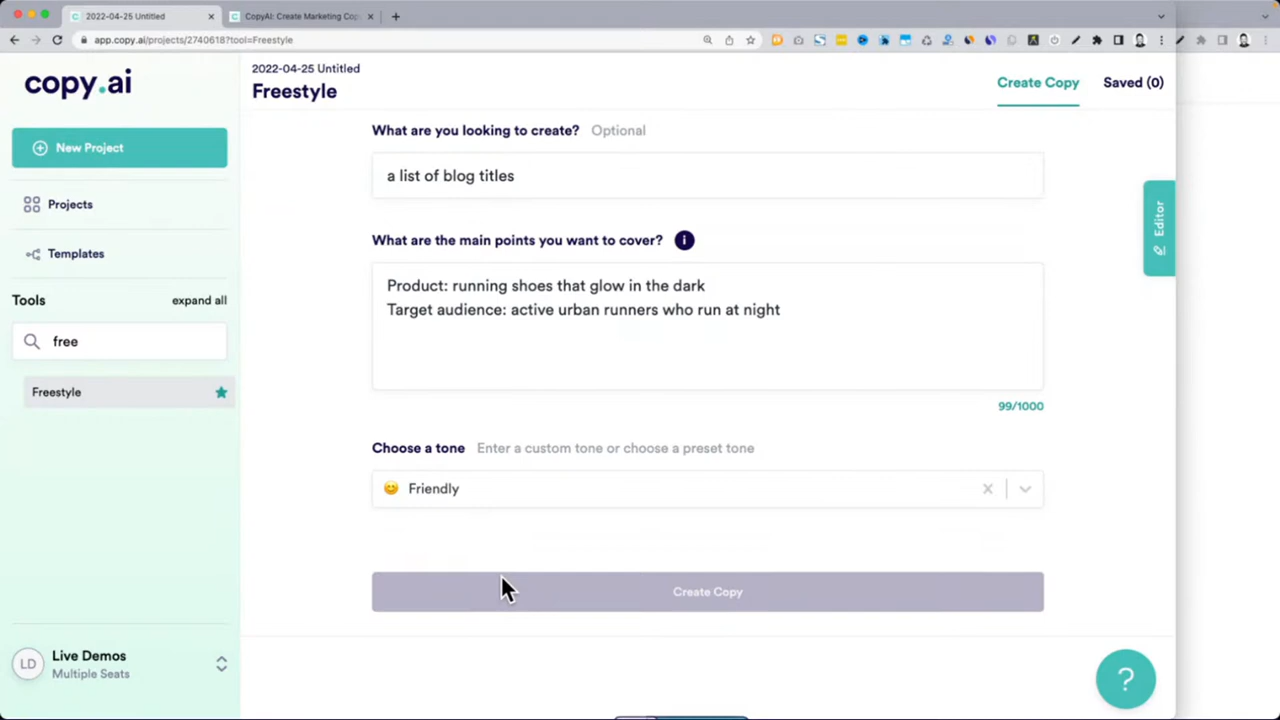 2022-04-25 Untitled
CopyAI: Create Marketing Cop
app.copy.ai/projects/2740618?tool=Freestyle
copy.ai
2022-04-25 Untitled
Freestyle
Create Copy
Saved (0)
New Project
Projects
Templates
Tools
expand all
free
Freestyle
What are you looking to create? Optional
a list of blog titles
What are the main points you want to cover? i
Product: running shoes that glow in the dark
Target audience: active urban runners who run at night
99/1000
Choose a tone Enter a custom tone or choose a preset tone
Friendly
Create Copy
Editor
LD
Live Demos
Multiple Seats
?